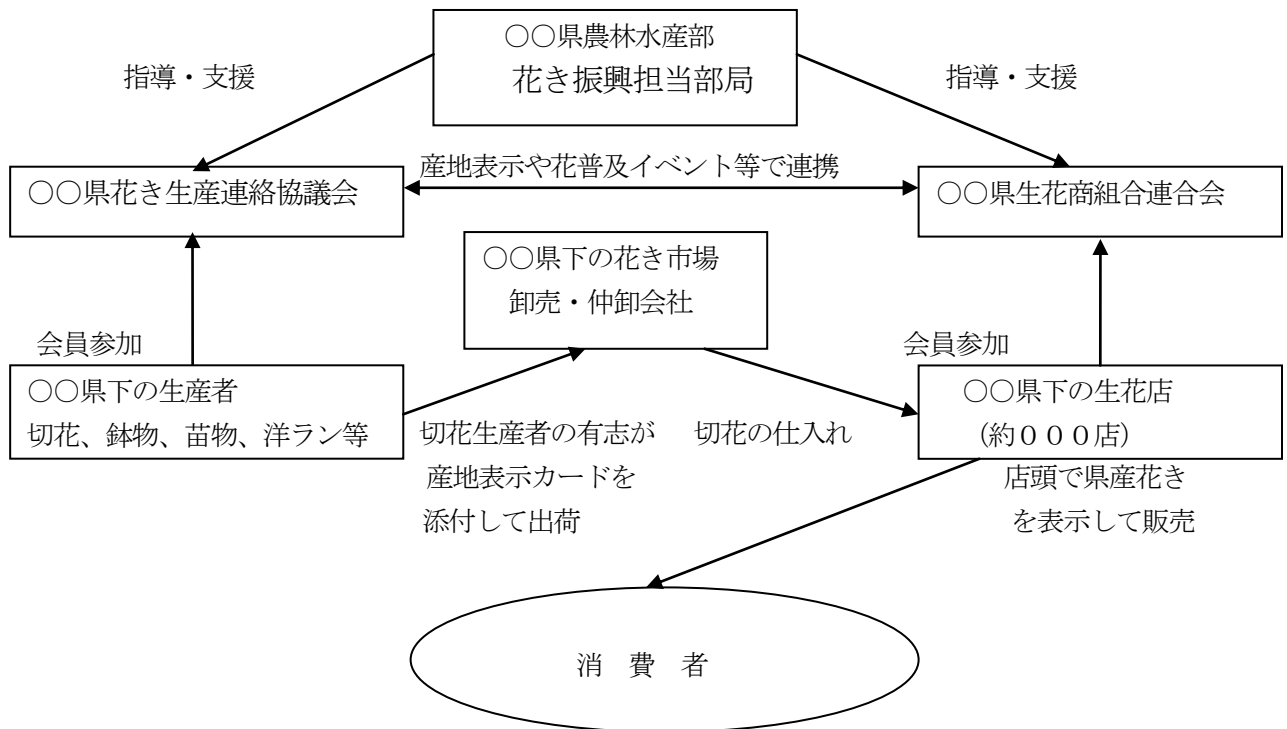 ○○県農林水産部
花き振興担当部局
指導・支援
指導・支援
産地表示や花普及イベント等で連携
○○県花き生産連絡協議会
○○県生花商組合連合会
○○県下の花き市場
卸売・仲卸会社
会員参加
会員参加
○○県下の生産者
切花、鉢物、苗物、洋ラン等
○○県下の生花店
（約０００店）
切花生産者の有志が
産地表示カードを
添付して出荷
切花の仕入れ
店頭で県産花き
を表示して販売
消　費　者